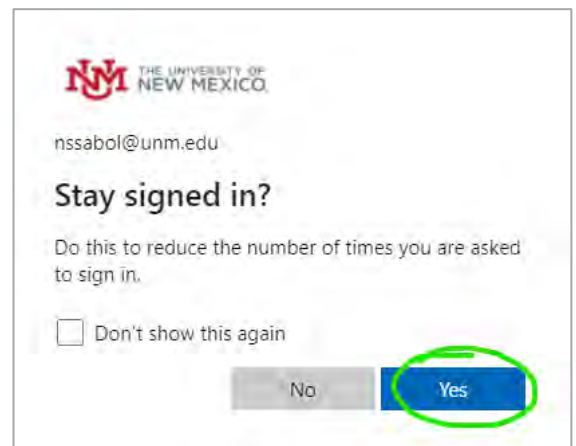 THE UNIVERSITY OF
UNM NEW MEXICO
nssabol@unm.edu
Stay signed in?
Do this to reduce the number of times you are asked
to sign in.
Don't show this again
No Yes